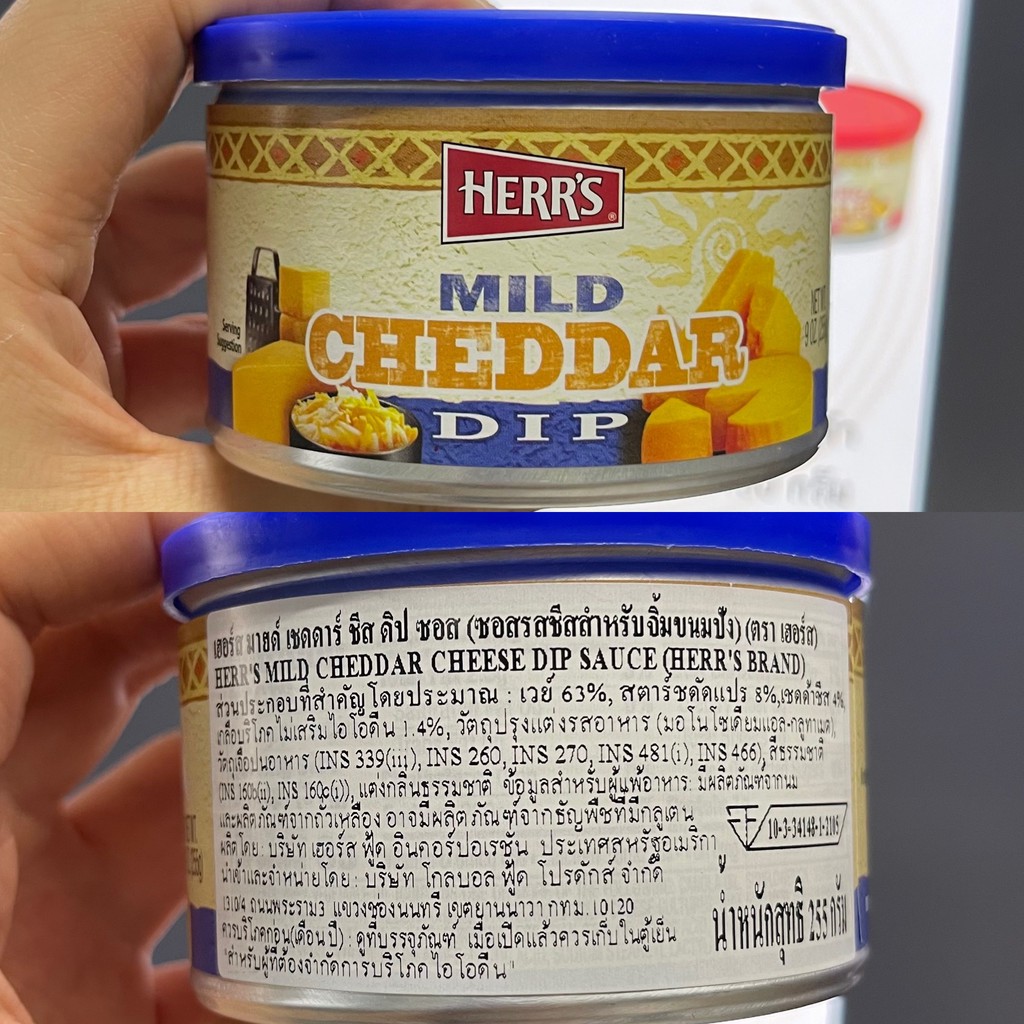 HERR'S
MILD
CHEDDAR
DIP
Serving
Suggestion
NET WT.
9 OZ.
เฮอร์ส มายด์ เชดดาร์ ชีส ดิป ซอส (ซอสรสชีสสำหรับจิ้มขนมปัง) (ตรา เฮอร์ส)
HERR'S MILD CHEDDAR CHEESE DIP SAUCE (HERR'S BRAND)
ส่วนประกอบที่สำคัญโดยประมาณ : เวย์ 63%, สตาร์ชดัดแปร 8%,เชดด้าชีส 4%,
เกลือบริโภคไม่เสริมไอโอดีน 1.4%, วัตถุปรุงแต่งรสอาหาร (มอโนโซเดียมแอล-กลูทาเมต),
วัตถุเจือปนอาหาร (INS 339(iii), INS 260, INS 270, INS 481(i), INS 466), สีธรรมชาติ
(INS 160b(ii), INS 160c(i)), แต่งกลิ่นธรรมชาติ ข้อมูลสำหรับผู้แพ้อาหาร: มีผลิตภัณฑ์จากนม
และผลิตภัณฑ์จากถั่วเหลือง อาจมีผลิตภัณฑ์จากธัญพืชที่มีกลูเตน
ผลิตโดย : บริษัท เฮอร์ส ฟู้ด อินคอร์ปอเรชั่น ประเทศสหรัฐอเมริกา
10-3-34148-1-2105
นำเข้าและจำหน่ายโดย : บริษัท โกลบอล ฟู้ด โปรดักส์ จำกัด
1310/4 ถนนพระราม3 แขวงช่องนนทรี เขตยานนาวา กทม. 10120
ควรบริโภคก่อน(เดือน ปี) : ดูที่บรรจุภัณฑ์ เมื่อเปิดแล้วควรเก็บในตู้เย็น
"สำหรับผู้ที่ต้องจำกัดการบริโภคไอโอดีน"
น้ำหนักสุทธิ 255 กรัม